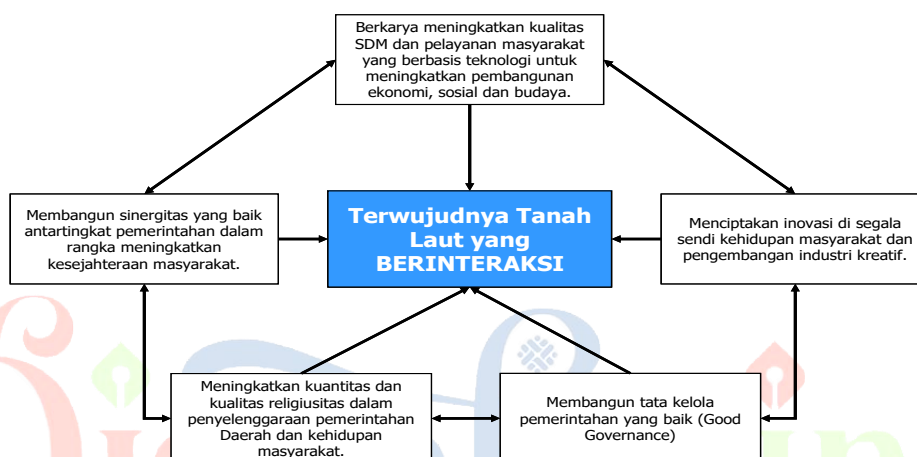 Berkarya meningkatkan kualitas
SDM dan pelayanan masyarakat
yang berbasis teknologi untuk
meningkatkan pembangunan
ekonomi, sosial dan budaya.
Membangun sinergitas yang baik
antartingkat pemerintahan dalam
rangka meningkatkan
kesejahteraan masyarakat.
Terwujudnya Tanah
Laut yang
BERINTERAKSI
Menciptakan inovasi di segala
sendi kehidupan masyarakat dan
pengembangan industri kreatif.
Meningkatkan kuantitas dan
kualitas religiusitas dalam
penyelenggaraan pemerintahan
Daerah dan kehidupan
masyarakat.
Membangun tata kelola
pemerintahan yang baik (Good
Governance)